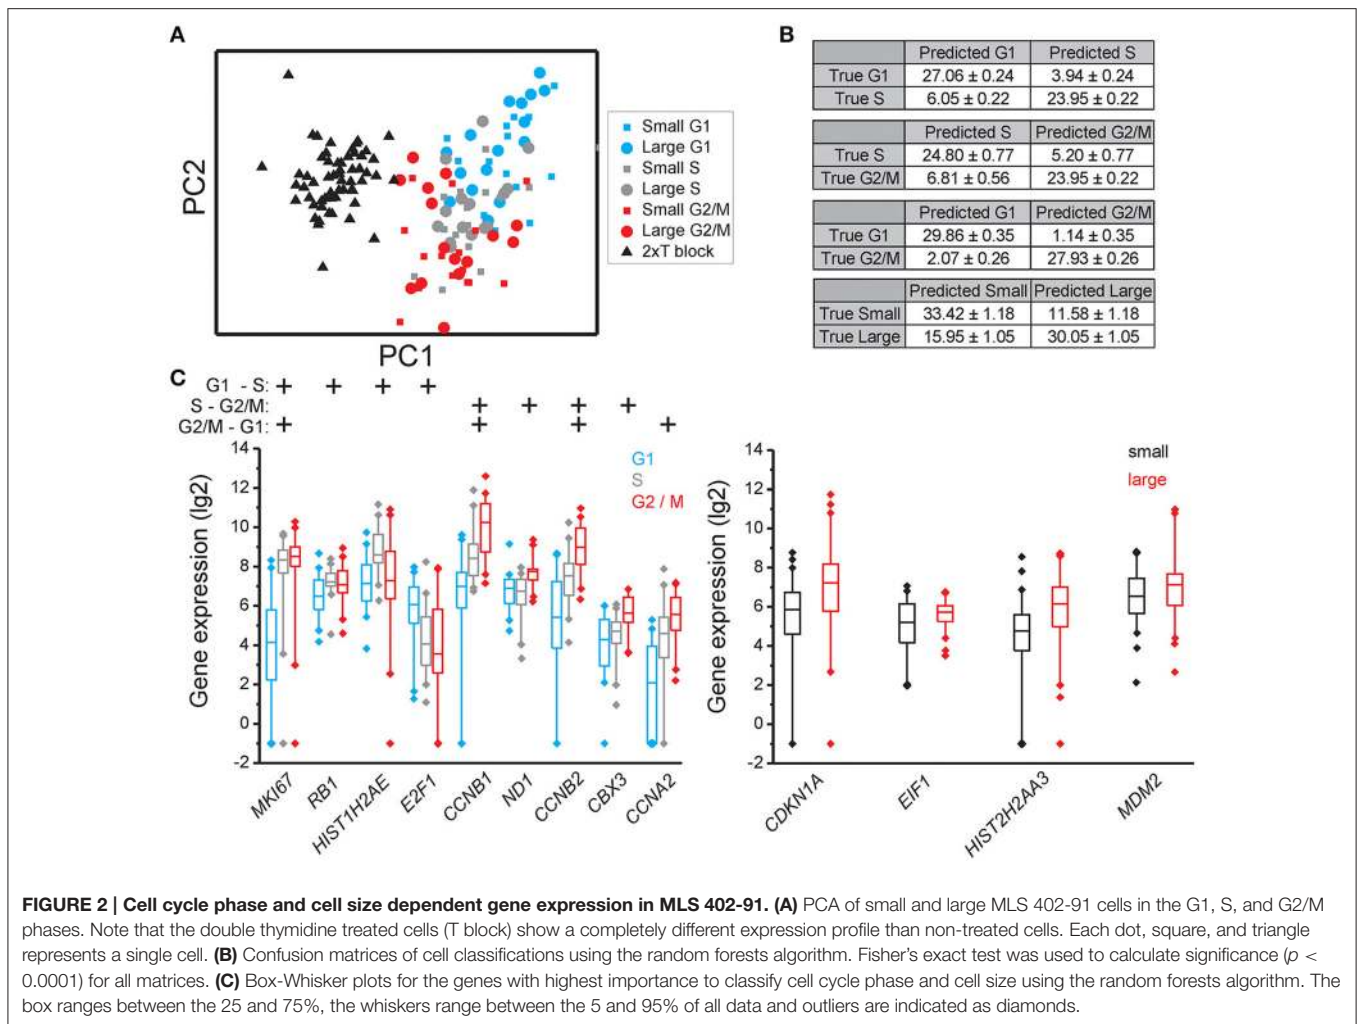 A
PC2
PC1
Small G1
Large G1
Small S
Large S
Small G2/M
Large G2/M
2xT block
B
Predicted G1 Predicted S
True G1 27.06 ± 0.24 3.94 ± 0.24
True S 6.05 ± 0.22 23.95 ± 0.22
Predicted S Predicted G2/M
True S 24.80 ± 0.77 5.20 ± 0.77
True G2/M 6.81 ± 0.56 23.95 ± 0.22
Predicted G1 Predicted G2/M
True G1 29.86 ± 0.35 1.14 ± 0.35
True G2/M 2.07 ± 0.26 27.93 ± 0.26
Predicted Small Predicted Large
True Small 33.42 ± 1.18 11.58 ± 1.18
True Large 15.95 ± 1.05 30.05 ± 1.05
C
G1 - S: + + + +
S - G2/M: + + + +
G2/M - G1: + + + +
Gene expression (lg2)
14
12
10
8
6
4
2
0
-2
G1
S
G2 / M
MKI67 RB1 HIST1H2AE E2F1 CCNB1 ND1 CCNB2 CBX3 CCNA2
Gene expression (lg2)
14
12
10
8
6
4
2
0
-2
small
large
CDKN1A EIF1 HIST2H2AA3 MDM2
FIGURE 2 | Cell cycle phase and cell size dependent gene expression in MLS 402-91. (A) PCA of small and large MLS 402-91 cells in the G1, S, and G2/M
phases. Note that the double thymidine treated cells (T block) show a completely different expression profile than non-treated cells. Each dot, square, and triangle
represents a single cell. (B) Confusion matrices of cell classifications using the random forests algorithm. Fisher's exact test was used to calculate significance (p <
0.0001) for all matrices. (C) Box-Whisker plots for the genes with highest importance to classify cell cycle phase and cell size using the random forests algorithm. The
box ranges between the 25 and 75%, the whiskers range between the 5 and 95% of all data and outliers are indicated as diamonds.